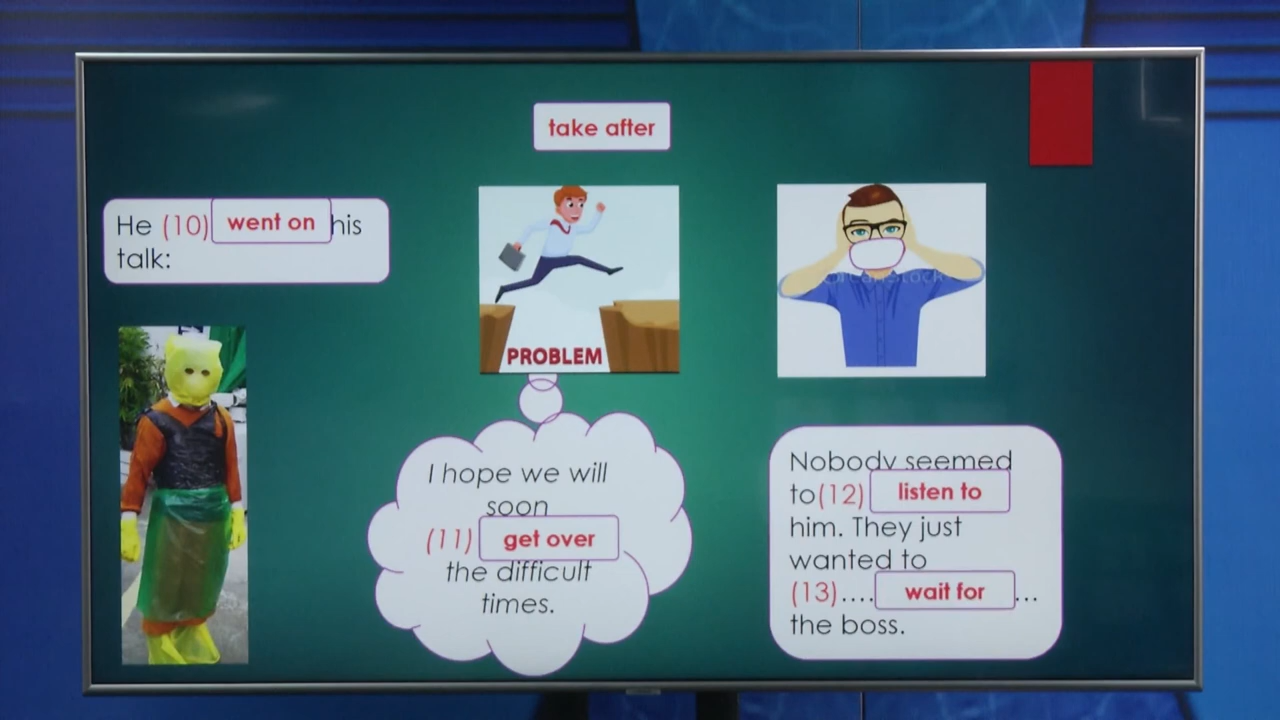 take after
He (10) went on his
talk:
PROBLEM
I hope we will
soon
(11) get over
the difficult
times.
Nobody seemed
to(12) listen to
him. They just
wanted to
(13).... wait for ...
the boss.